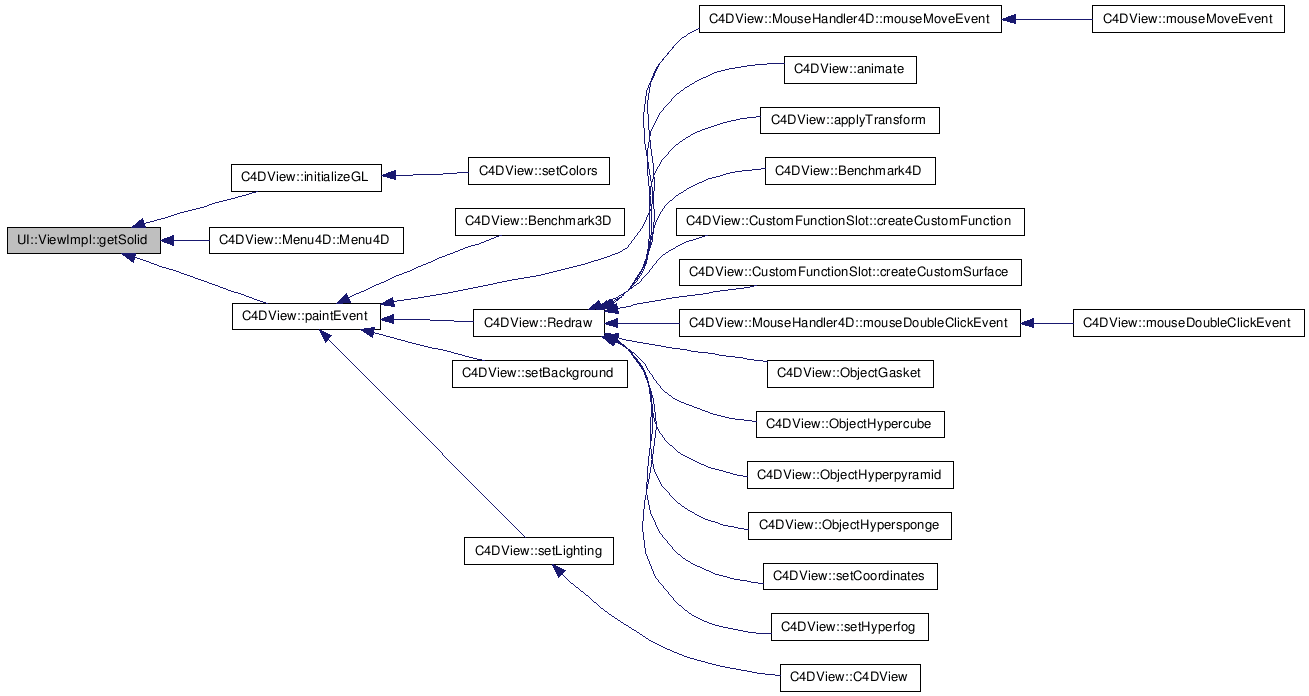 C4DView::MouseHandler4D::mouseMoveEvent
C4DView::mouseMoveEvent
C4DView::animate
C4DView::applyTransform
C4DView::initializeGL
C4DView::setColors
C4DView::Benchmark4D
C4DView::Benchmark3D
C4DView::CustomFunctionSlot::createCustomFunction
UI::ViewImpl::getSolid
C4DView::Menu4D::Menu4D
C4DView::CustomFunctionSlot::createCustomSurface
C4DView::paintEvent
C4DView::Redraw
C4DView::MouseHandler4D::mouseDoubleClickEvent
C4DView::mouseDoubleClickEvent
C4DView::setBackground
C4DView::ObjectGasket
C4DView::ObjectHypercube
C4DView::ObjectHyperpyramid
C4DView::ObjectHypersponge
C4DView::setLighting
C4DView::setCoordinates
C4DView::setHyperfog
C4DView::C4DView